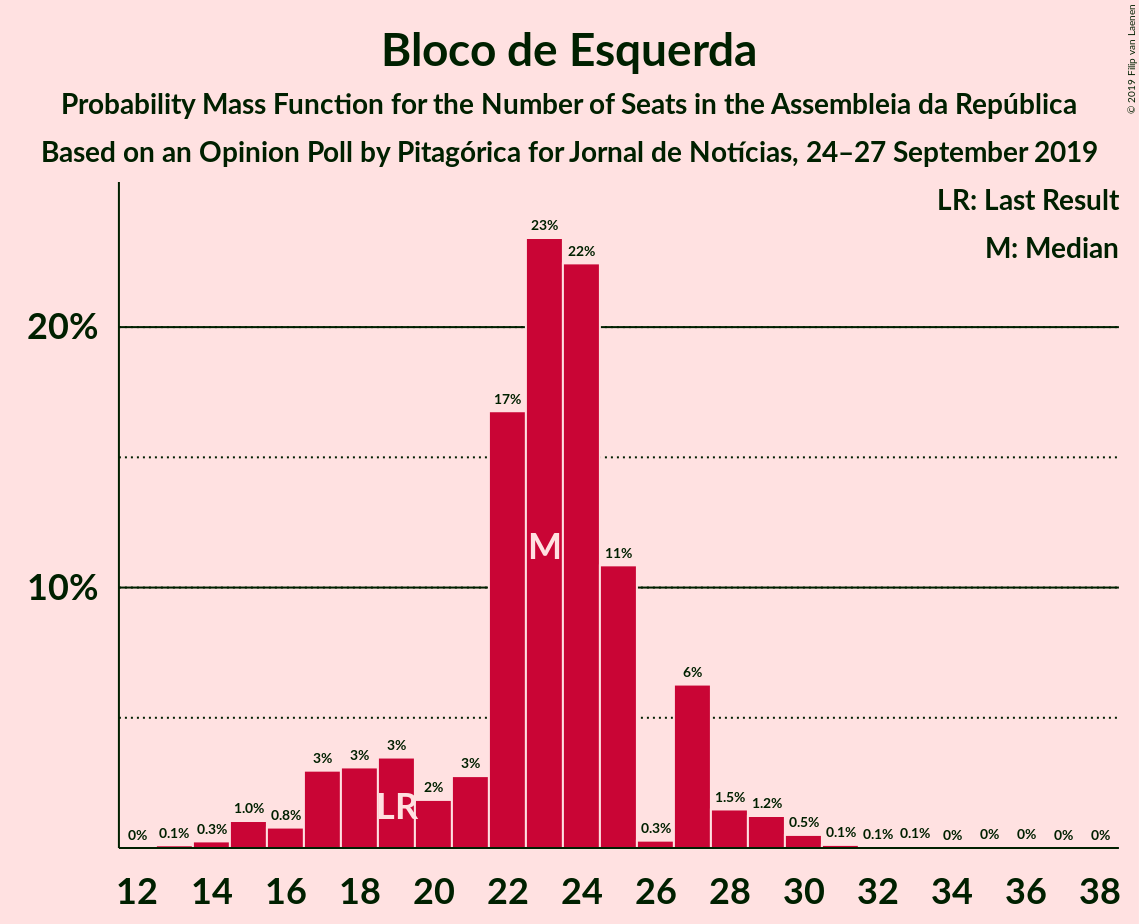 © 2019 Filip van Laenen
Bloco de Esquerda
Probability Mass Function for the Number of Seats in the Assembleia da República
Based on an Opinion Poll by Pitagórica for Jornal de Notícias, 24–27 September 2019
LR: Last Result
M: Median
20%
10%
0% 0.1% 0.3% 1.0% 0.8% 3% 3% 3% 2% 3% 17% 23% 22% 11% 0.3% 6% 1.5% 1.2% 0.5% 0.1% 0.1% 0.1% 0% 0% 0% 0% 0%
M
LR
12 14 16 18 20 22 24 26 28 30 32 34 36 38